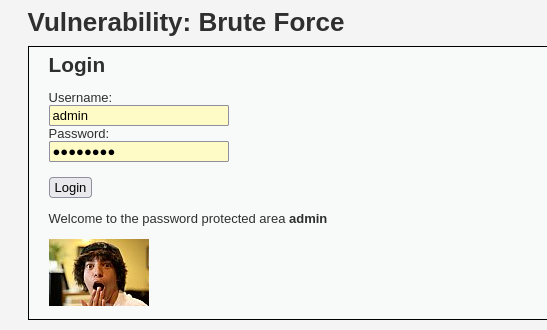 Vulnerability: Brute Force
Login
Username:
admin
Password:
●●●●●●●●
Login
Welcome to the password protected area admin